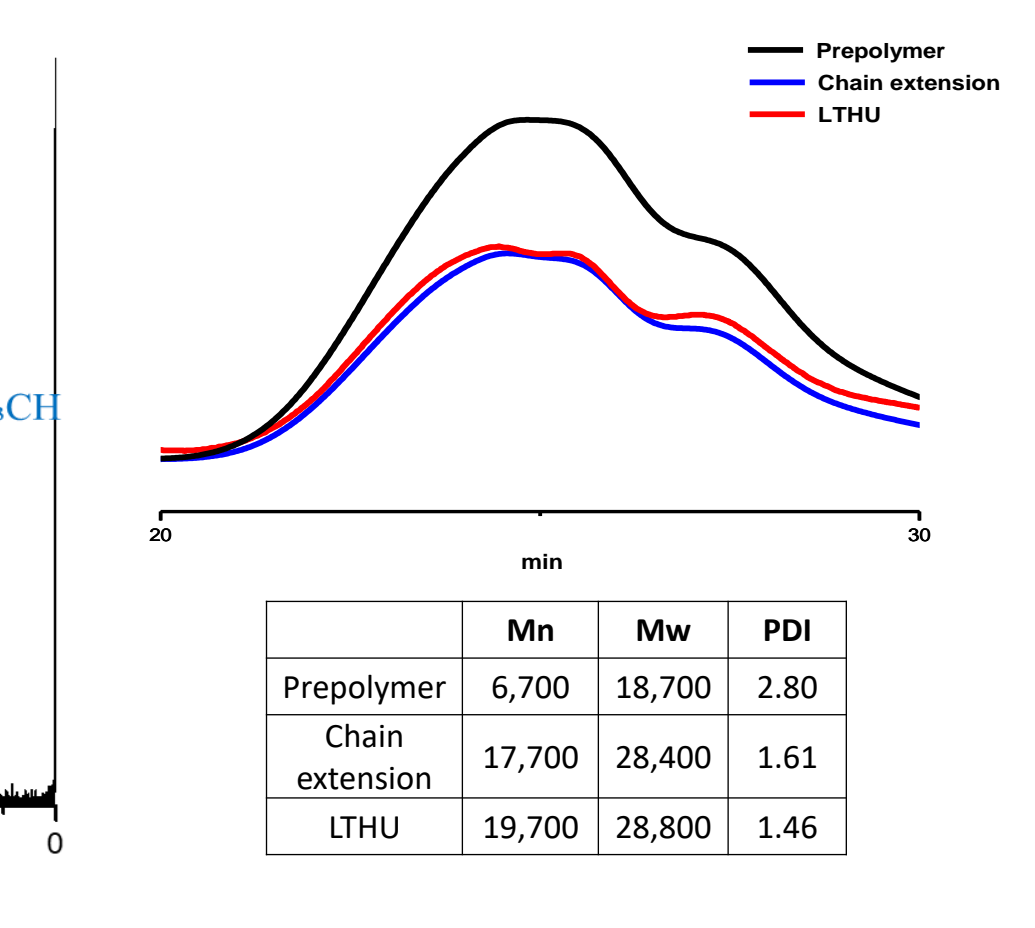 Prepolymer
Chain extension
LTHU
₃CH
20
30
min
Mn Mw PDI
Prepolymer 6,700 18,700 2.80
Chain
extension 17,700 28,400 1.61
LTHU 19,700 28,800 1.46
0